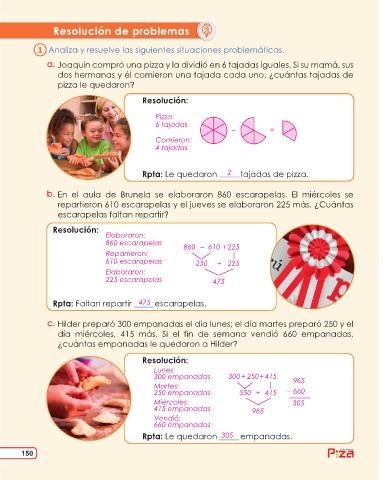 Resolución de problemas
1 Analiza y resuelve las siguientes situaciones problemáticas.
a. Joaquín compró una pizza y la dividió en 6 tajadas iguales. Si su mamá, sus
dos hermanas y él comieron una tajada cada uno, ¿cuántas tajadas de
pizza le quedaron?
Resolución:
Pizza:
6 tajadas
- =
Comieron:
4 tajadas
Rpta: Le quedaron 2 tajadas de pizza.
b. En el aula de Brunela se elaboraron 860 escarapelas. El miércoles se
repartieron 610 escarapelas y el jueves se elaboraron 225 más. ¿Cuántas
escarapelas faltan repartir?
Resolución:
Elaboraron:
860 escarapelas
860 - 610 + 225
Repartieron:
610 escarapelas
250 + 225
Elaboraron:
225 escarapelas
475
Rpta: Faltan repartir 475 escarapelas.
c. Hilder preparó 300 empanadas el día lunes; el día martes preparó 250 y el
día miércoles, 415 más. Si el fin de semana vendió 660 empanadas,
¿cuántas empanadas le quedaron a Hilder?
Resolución:
Lunes:
300 empanadas
300 + 250 + 415
965
Martes:
250 empanadas
550 + 415
- 660
Miércoles:
415 empanadas
965
305
Vendió:
660 empanadas
Rpta: Le quedaron 305 empanadas.
150